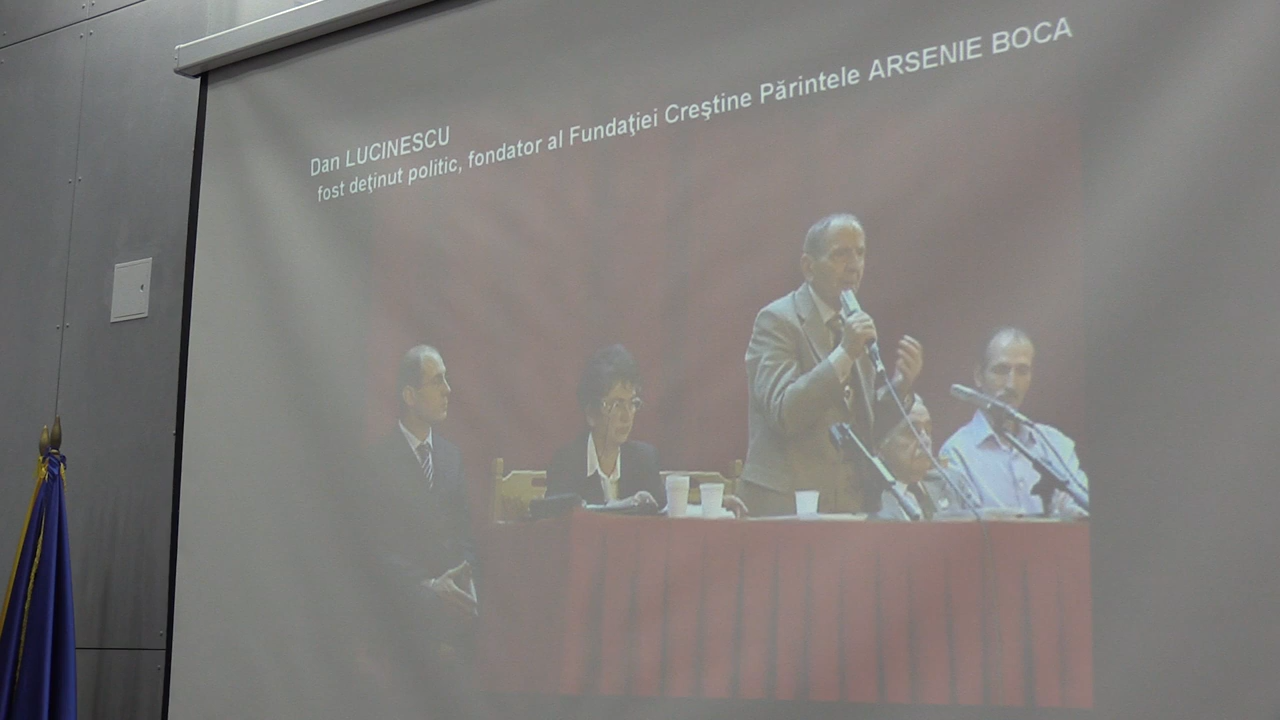 Dan LUCINESCU
fost deţinut politic, fondator al Fundaţiei Creştine Părintele ARSENIE BOCA